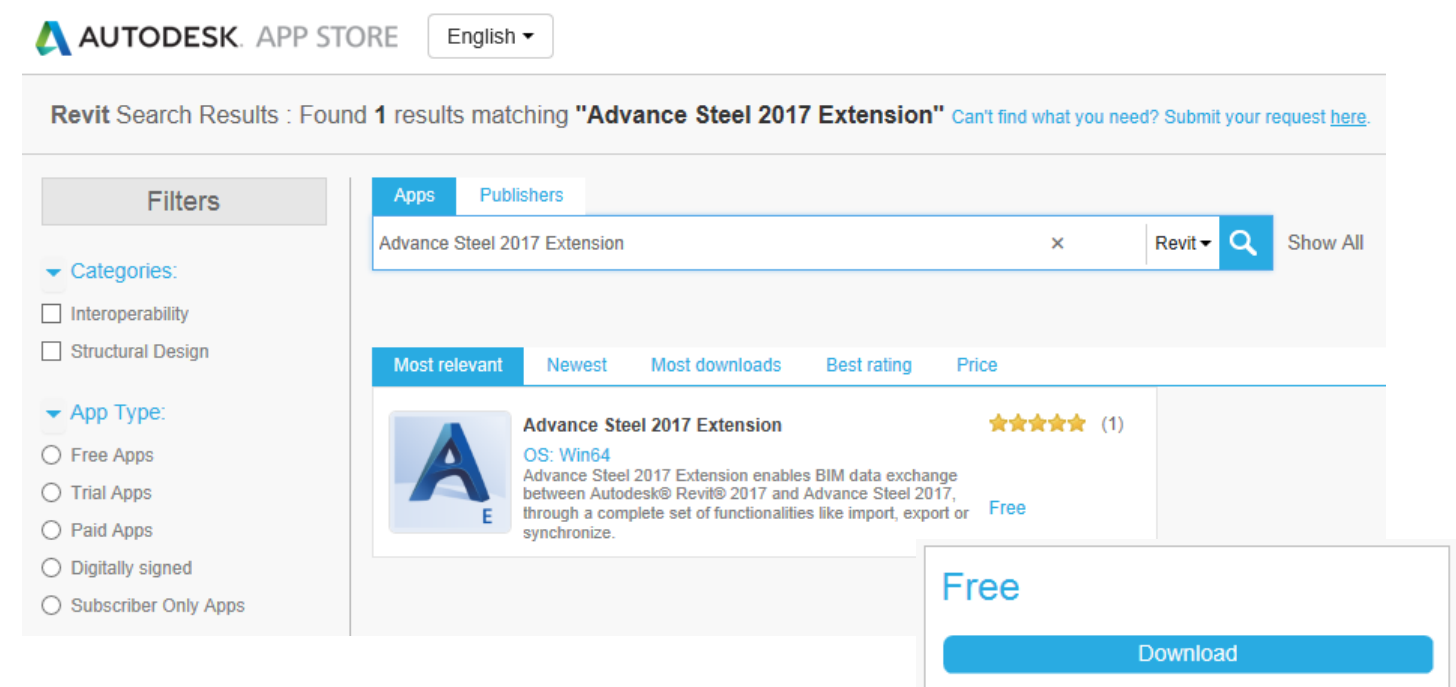 AUTODESK. APP STORE
English
Revit Search Results : Found 1 results matching "Advance Steel 2017 Extension" Can't find what you need? Submit your request here.
Filters
Categories:
Interoperability
Structural Design
App Type:
Free Apps
Trial Apps
Paid Apps
Digitally signed
Subscriber Only Apps
Apps Publishers
Advance Steel 2017 Extension × Revit Show All
Most relevant Newest Most downloads Best rating Price
E
Advance Steel 2017 Extension (1)
OS: Win64
Advance Steel 2017 Extension enables BIM data exchange
between Autodesk® Revit® 2017 and Advance Steel 2017,
through a complete set of functionalities like import, export or
synchronize.
Free
Free
Download